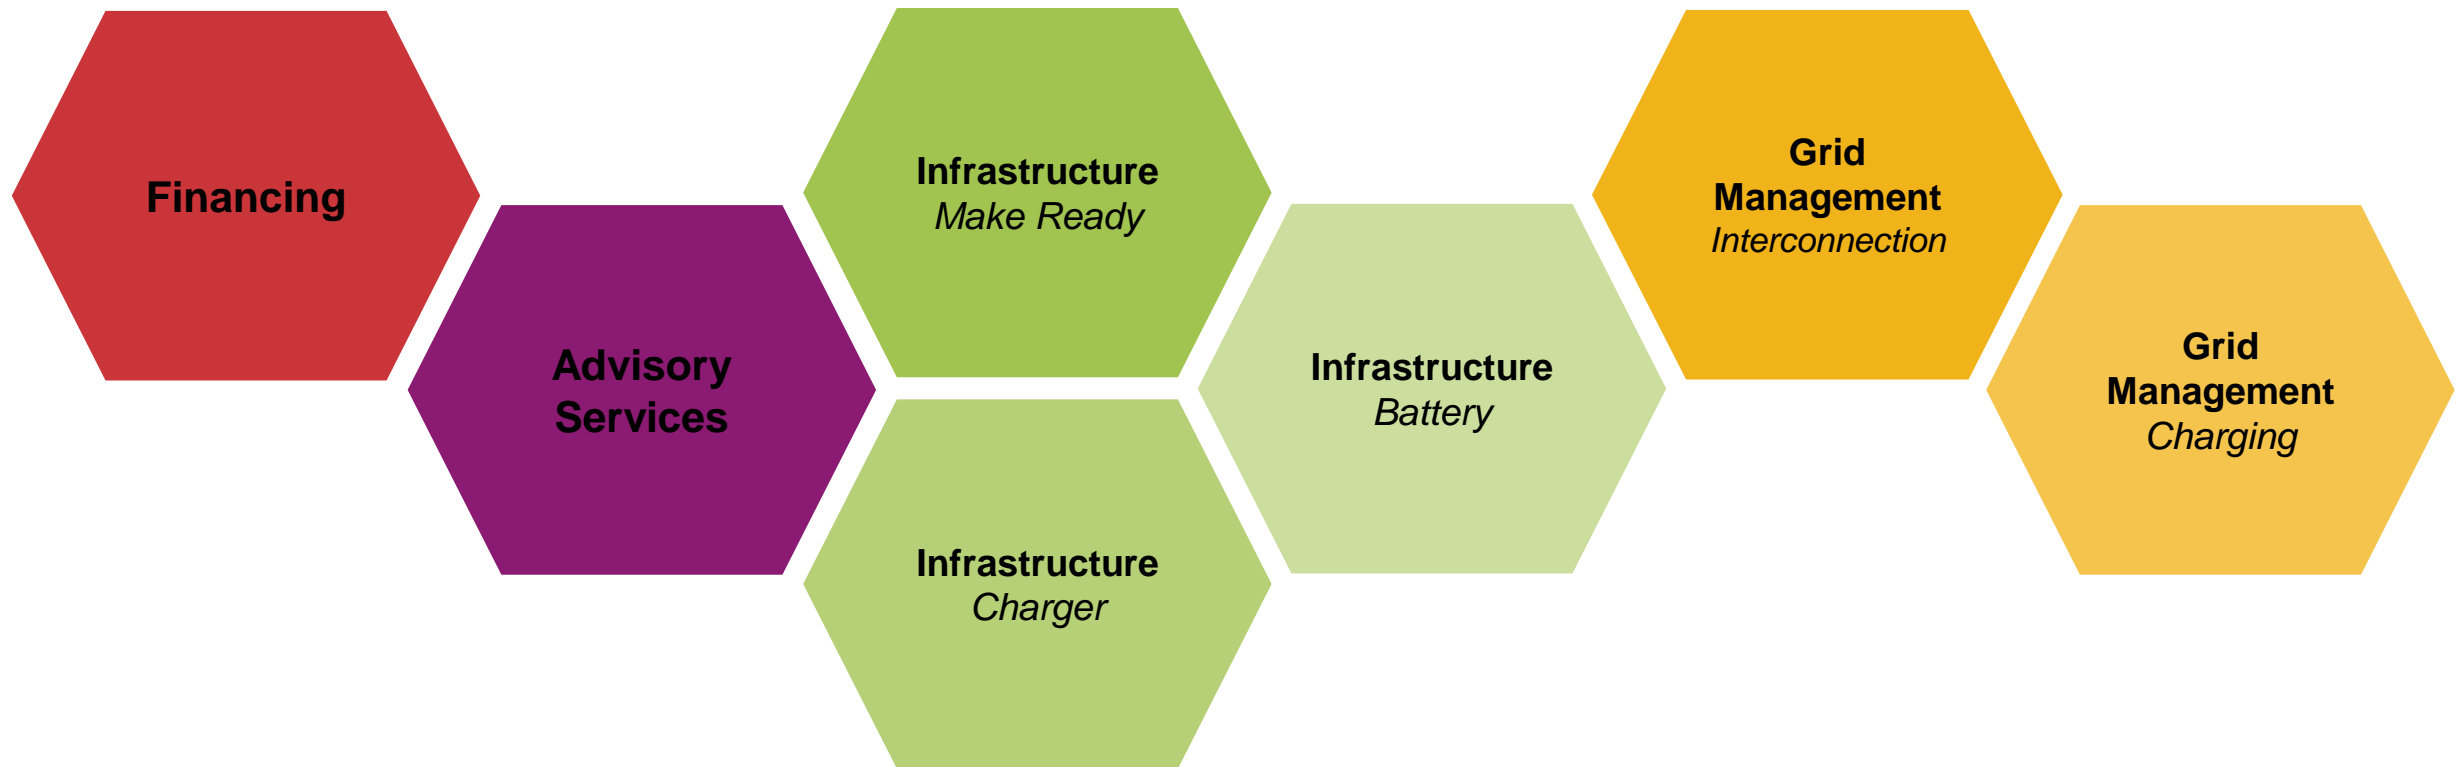 Financing
Advisory
Services
Infrastructure
Make Ready
Infrastructure
Charger
Infrastructure
Battery
Grid
Management
Interconnection
Grid
Management
Charging